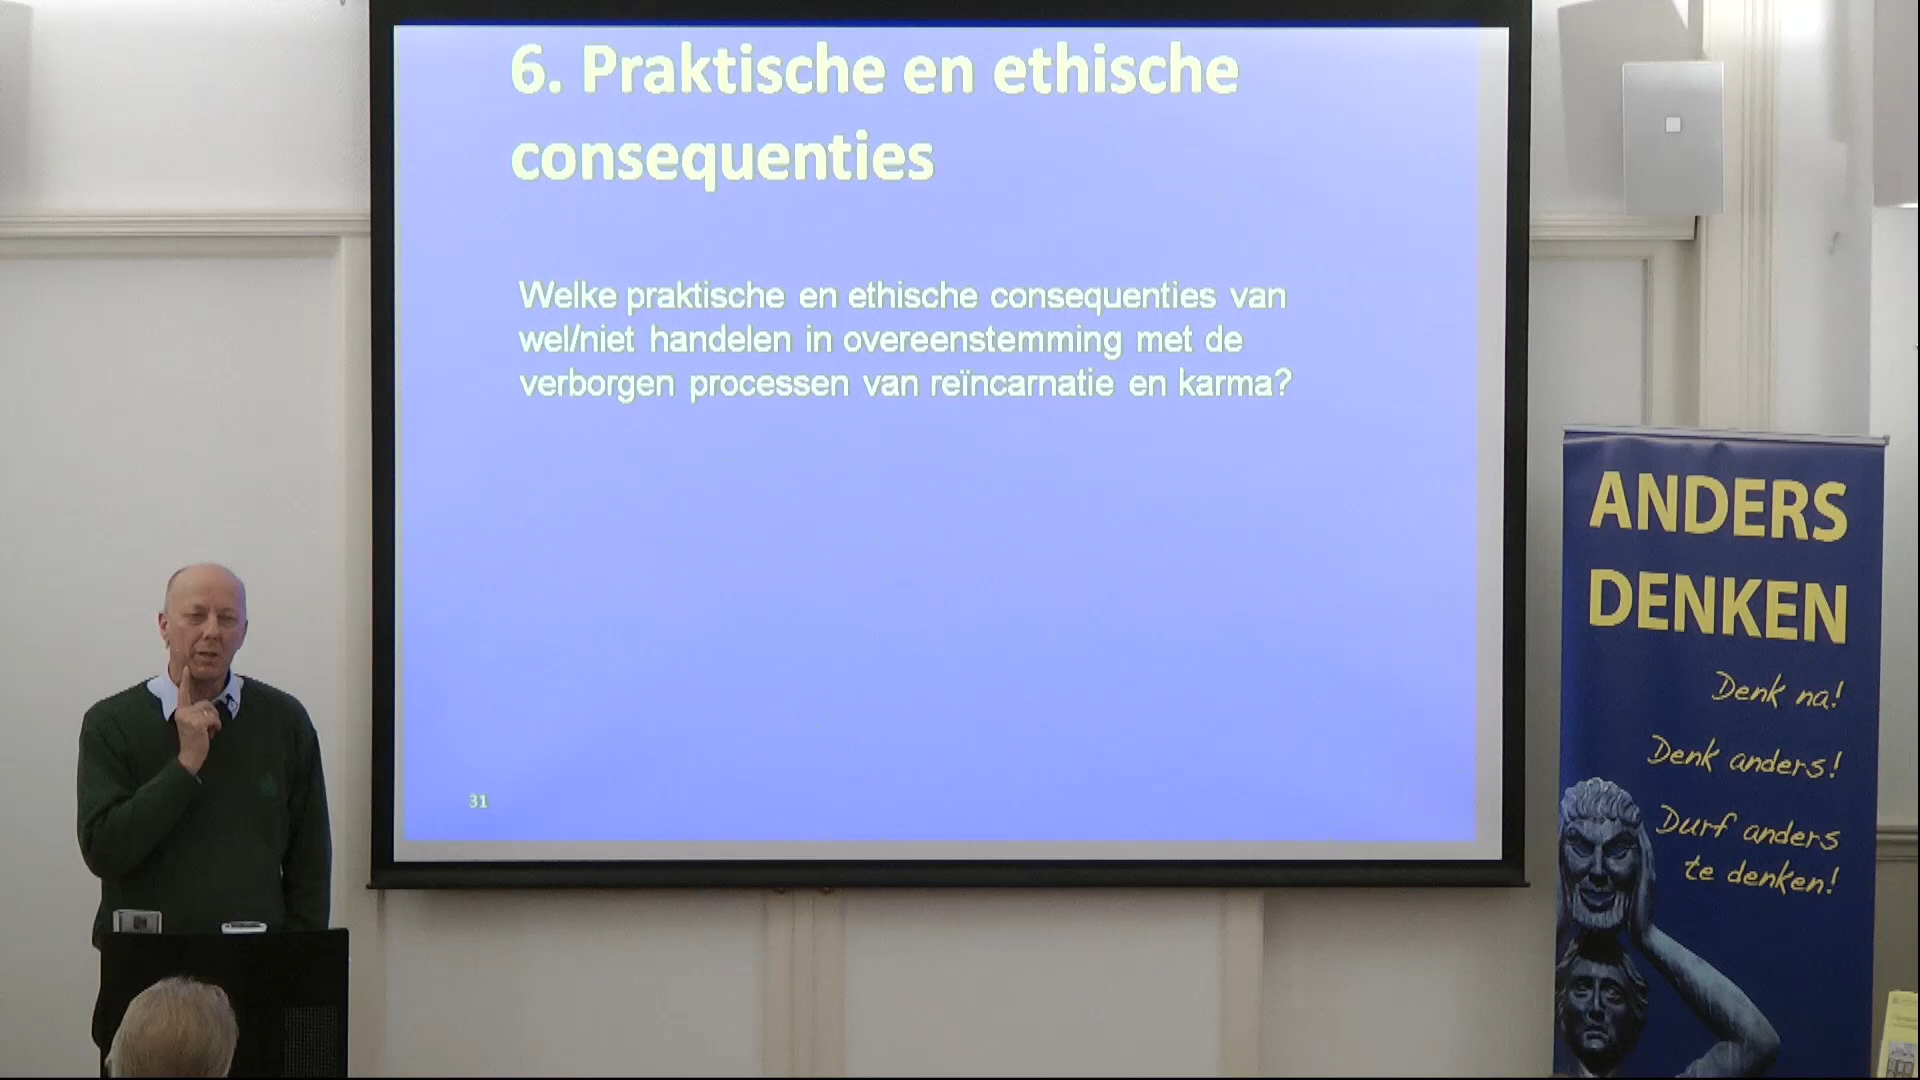 6. Praktische en ethische
consequenties
Welke praktische en ethische consequenties van
wel/niet handelen in overeenstemming met de
verborgen processen van reïncarnatie en karma?
31
ANDERS
DENKEN
Denk na!
Denk anders!
Durf anders
te denken!